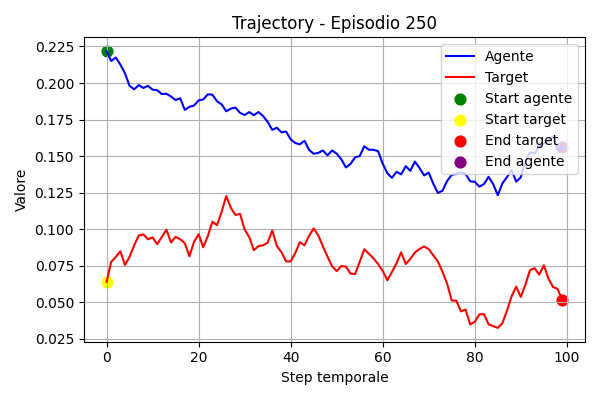 Trajectory - Episodio 250
Valore
0.225
0.200
0.175
0.150
0.125
0.100
0.075
0.050
0.025
Agente
Target
Start agente
Start target
End target
End agente
0 20 40 60 80 100
Step temporale